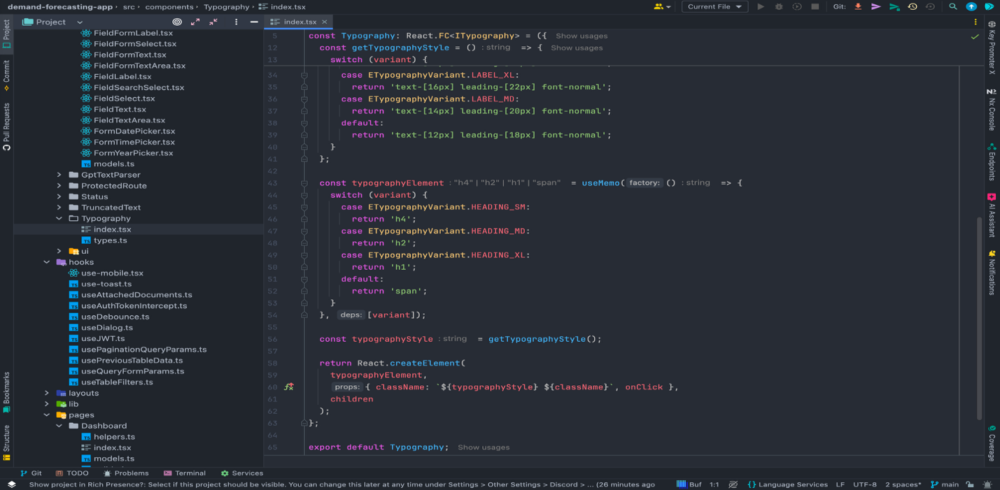 demand-forecasting-app › src › components › Typography › index.tsx
Current File
Git:
Project
index.tsx
Project
Commit
Pull Requests
Bookmarks
Structure
FieldFormLabel.tsx
FieldFormSelect.tsx
FieldFormText.tsx
FieldFormTextArea.tsx
FieldLabel.tsx
FieldSearchSelect.tsx
FieldSelect.tsx
FieldText.tsx
FieldTextArea.tsx
FormDatePicker.tsx
FormTimePicker.tsx
FormYearPicker.tsx
models.ts
GptTextParser
ProtectedRoute
Status
TruncatedText
Typography
index.tsx
types.ts
ui
hooks
use-mobile.tsx
use-toast.ts
useAttachedDocuments.ts
useAuthTokenIntercept.ts
useDebounce.ts
useDialog.ts
useJWT.ts
usePaginationQueryParams.ts
usePreviousTableData.ts
useQueryFormParams.ts
useTableFilters.ts
layouts
lib
pages
Dashboard
helpers.ts
index.tsx
models.ts
5 const Typography: React.FC<ITypography> = ({ Show usages
12 const getTypographyStyle = () : string => { Show usages
13 switch (variant) {
34 case ETypographyVariant.LABEL_XL:
35 return 'text-[16px] leading-[22px] font-normal';
36 case ETypographyVariant.LABEL_MD:
37 return 'text-[14px] leading-[20px] font-normal';
38 default:
39 return 'text-[12px] leading-[18px] font-normal';
40 }
41 };
42
43 const typographyElement : "h4" | "h2" | "h1" | "span" = useMemo( factory: () : string => {
44 switch (variant) {
45 case ETypographyVariant.HEADING_SM:
46 return 'h4';
47 case ETypographyVariant.HEADING_MD:
48 return 'h2';
49 case ETypographyVariant.HEADING_XL:
50 return 'h1';
51 default:
52 return 'span';
53 }
54 }, deps: [variant]);
55
56 const typographyStyle : string = getTypographyStyle();
57
58 return React.createElement(
59 typographyElement,
60 props: { className: `${typographyStyle} ${className}`, onClick },
61 children
62 );
63 };
64
65 export default Typography; Show usages
Key Promoter X
Nx Console
Endpoints
AI Assistant
Notifications
Coverage
Git TODO Problems Terminal Services
Show project in Rich Presence?: Select if this project should be visible. You can change this later at any time under Settings > Other Settings > Discord > ... (26 minutes ago Buf 1:1 {} Language Services LF UTF-8 2 spaces* main